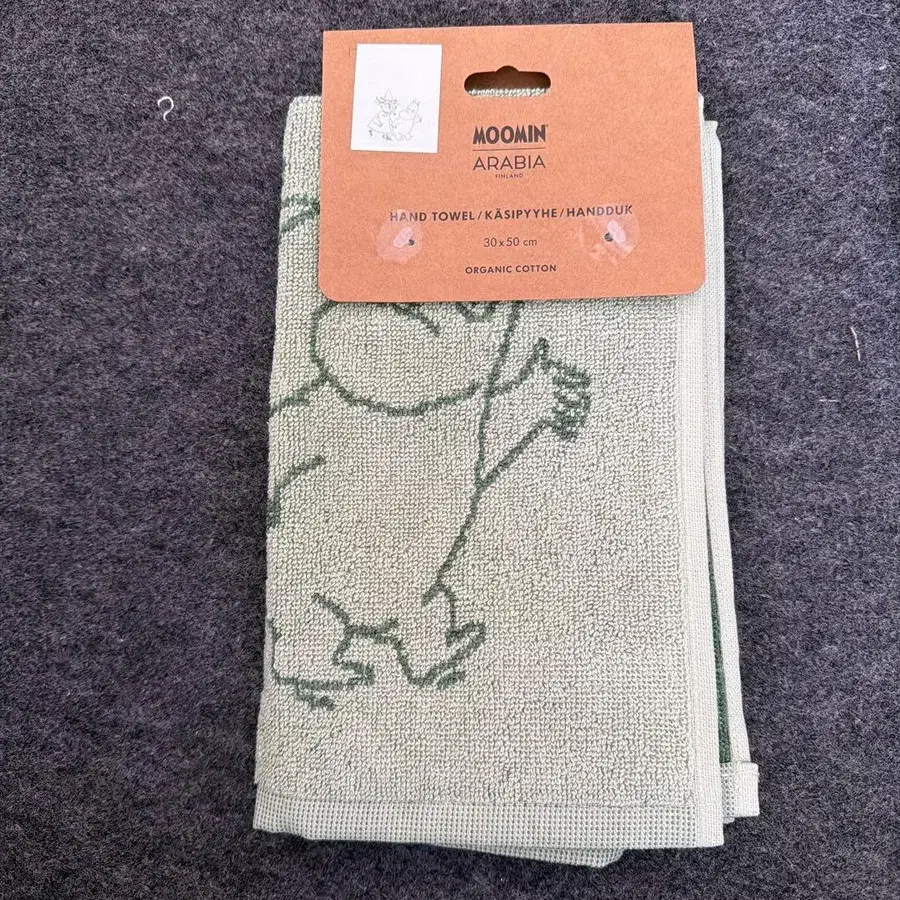 MOOMIN
ARABIA
FINLAND
HAND TOWEL/KÄSIPYYHE/HANDDUK
30 x 50 cm
ORGANIC COTTON